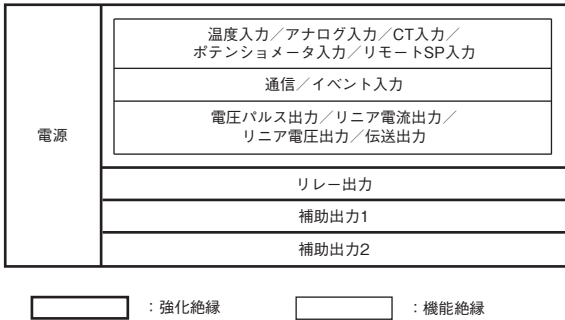 電源
温度入力／アナログ入力／CT入力／
ポテンショメータ入力／リモートSP入力
通信／イベント入力
電圧パルス出力／リニア電流出力／
リニア電圧出力／伝送出力
リレー出力
補助出力1
補助出力2
：強化絶縁
：機能絶縁